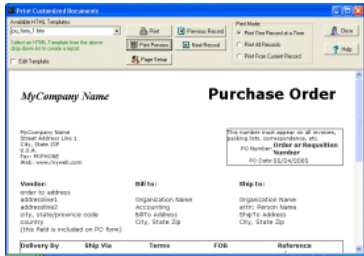 Print Customized Documents
Available HTML Templates:
po_form_1.htm
Select an HTML Template from the above
drop down list to create a report
Edit Template
Print
Previous Record
Print Preview
Next Record
Page Setup
Print Mode:
Print One Record at a Time
Print All Records
Print From Current Record
Done
Help
MyCompany Name
Purchase Order
MyCompany Name
Street Address Line 1
City, State ZIP
U.S.A.
Fax: MYPHONE
Web: www.myweb.com
This number must appear on all invoices,
packing lists, correspondence, etc.
PO Number: Order or Requsition
Number
PO Date: 05/24/2005
Vendor:
order to address
addressline1
addressline2
city, state/province code
country
(this field is included on PO form)
Bill to:
Organization Name
Accounting
BillTo Address
City, State Zip
Ship to:
Organization Name
attn: Person Name
ShipTo Address
City, State Zip
Delivery By Ship Via Terms FOB Reference